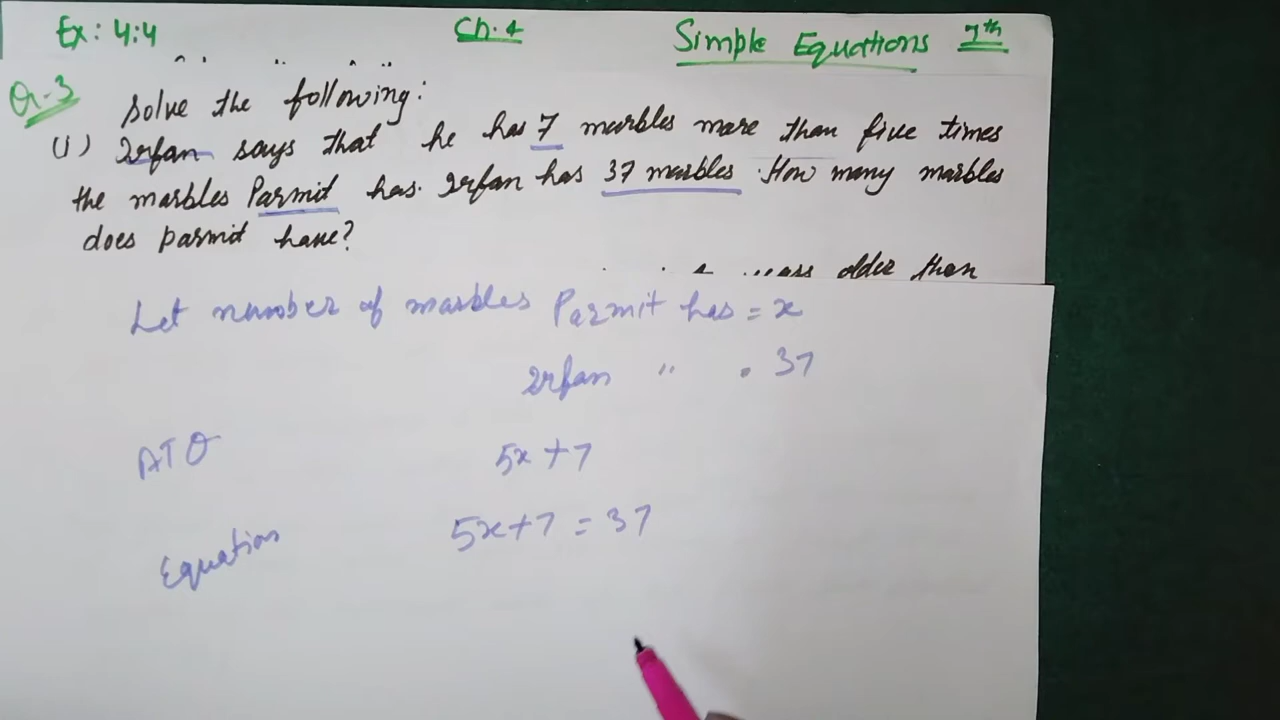 Ex: 4:4 Ch. 4 Simple Equations 7th
Q.3 Solve the following:
(i) Irfan says that he has 7 marbles more than five times
the marbles Parmit has. Irfan has 37 marbles. How many marbles
does parmit have?
older than
Let number of marbles Parmit has = x
Irfan " = 37
ATQ 5x + 7
Equation 5x + 7 = 37